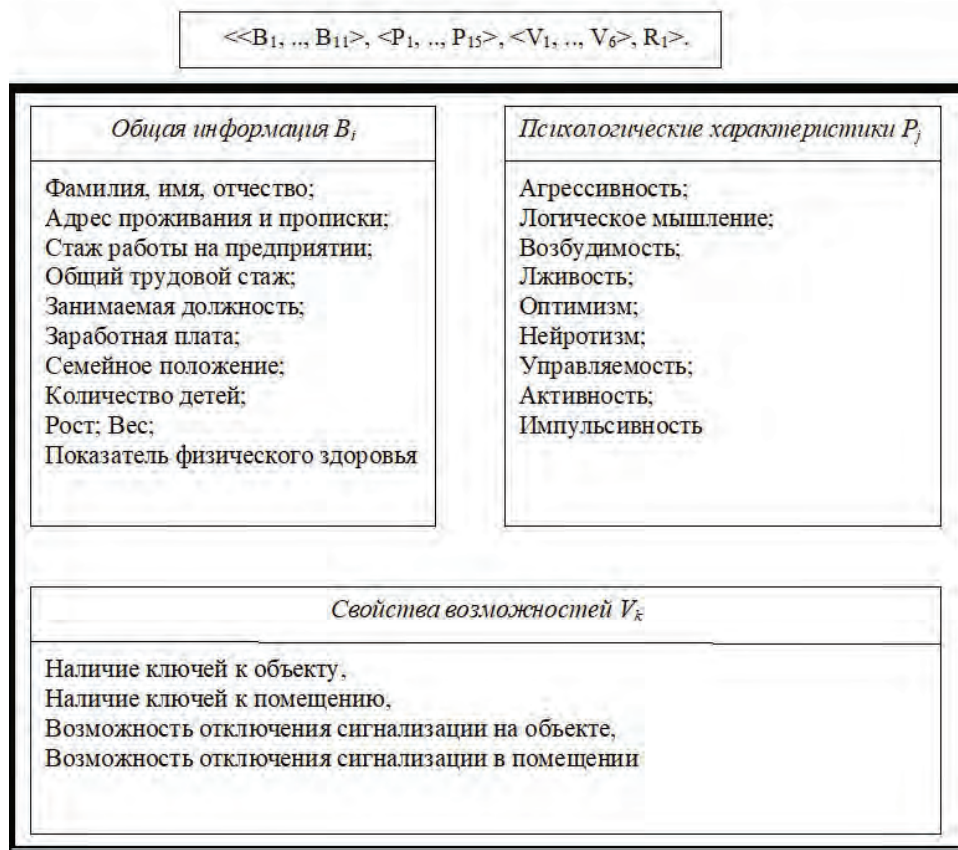 <<B₁, .., B₁₁>, <P₁, .., P₁₅>, <V₁, .., V₆>, R₁>.
Общая информация Bᵢ
Фамилия, имя, отчество;
Адрес проживания и прописки;
Стаж работы на предприятии;
Общий трудовой стаж;
Занимаемая должность;
Заработная плата;
Семейное положение;
Количество детей;
Рост; Вес;
Показатель физического здоровья
Психологические характеристики Pⱼ
Агрессивность;
Логическое мышление;
Возбудимость;
Лживость;
Оптимизм;
Нейротизм;
Управляемость;
Активность;
Импульсивность
Свойства возможностей Vₖ
Наличие ключей к объекту,
Наличие ключей к помещению,
Возможность отключения сигнализации на объекте,
Возможность отключения сигнализации в помещении